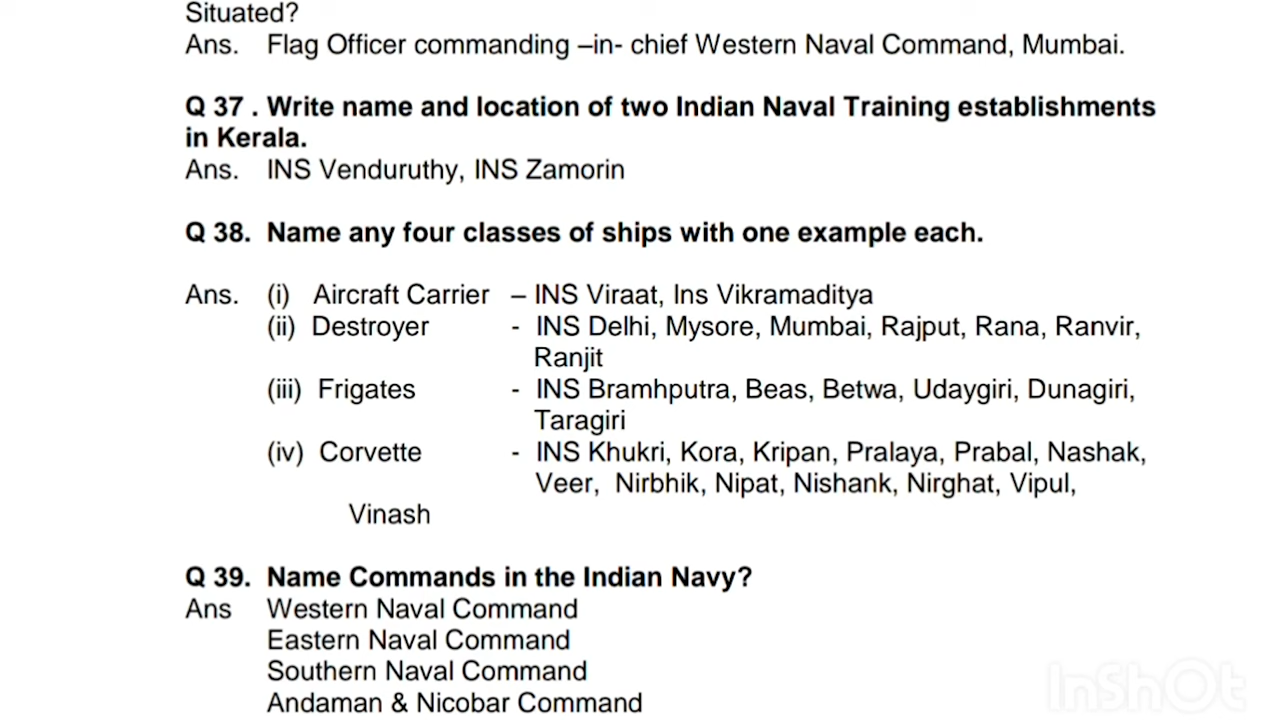 Situated?
Ans. Flag Officer commanding –in- chief Western Naval Command, Mumbai.
Q 37 . Write name and location of two Indian Naval Training establishments
in Kerala.
Ans. INS Venduruthy, INS Zamorin
Q 38. Name any four classes of ships with one example each.
Ans. (i) Aircraft Carrier – INS Viraat, Ins Vikramaditya
(ii) Destroyer - INS Delhi, Mysore, Mumbai, Rajput, Rana, Ranvir,
Ranjit
(iii) Frigates - INS Bramhputra, Beas, Betwa, Udaygiri, Dunagiri,
Taragiri
(iv) Corvette - INS Khukri, Kora, Kripan, Pralaya, Prabal, Nashak,
Veer, Nirbhik, Nipat, Nishank, Nirghat, Vipul,
Vinash
Q 39. Name Commands in the Indian Navy?
Ans Western Naval Command
Eastern Naval Command
Southern Naval Command
Andaman & Nicobar Command
InShOt